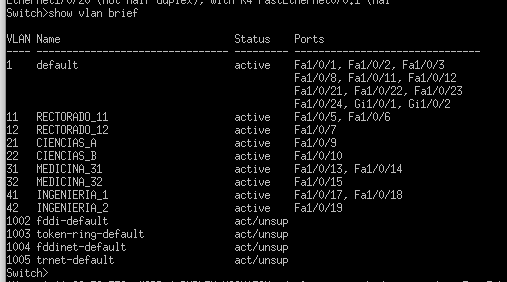 Switch>show vlan brief
VLAN Name Status Ports
---- -------------------------------- --------- -------------------------------
1 default active Fa1/0/1, Fa1/0/2, Fa1/0/3
Fa1/0/8, Fa1/0/11, Fa1/0/12
Fa1/0/21, Fa1/0/22, Fa1/0/23
Fa1/0/24, Gi1/0/1, Gi1/0/2
11 RECTORADO_11 active Fa1/0/5, Fa1/0/6
12 RECTORADO_12 active Fa1/0/7
21 CIENCIAS_A active Fa1/0/9
22 CIENCIAS_B active Fa1/0/10
31 MEDICINA_31 active Fa1/0/13, Fa1/0/14
32 MEDICINA_32 active Fa1/0/15
41 INGENIERIA_1 active Fa1/0/17, Fa1/0/18
42 INGENIERIA_2 active Fa1/0/19
1002 fddi-default act/unsup
1003 token-ring-default act/unsup
1004 fddinet-default act/unsup
1005 trnet-default act/unsup
Switch>